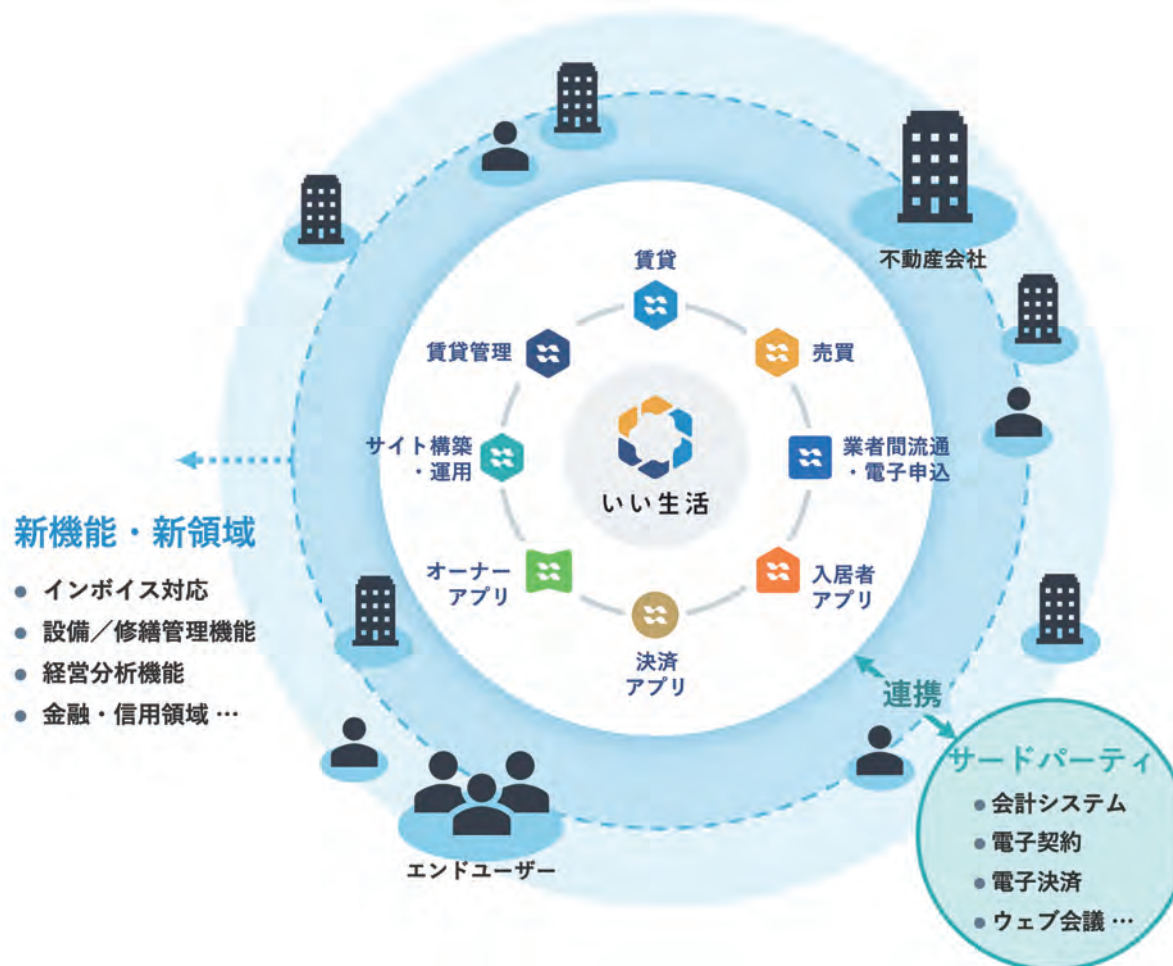 不動産会社
賃貸
賃貸管理
売買
サイト構築
・運用
業者間流通
・電子申込
いい生活
オーナー
アプリ
入居者
アプリ
決済
アプリ
新機能・新領域
● インボイス対応
● 設備／修繕管理機能
● 経営分析機能
● 金融・信用領域 …
エンドユーザー
連携
サードパーティ
● 会計システム
● 電子契約
● 電子決済
● ウェブ会議 …